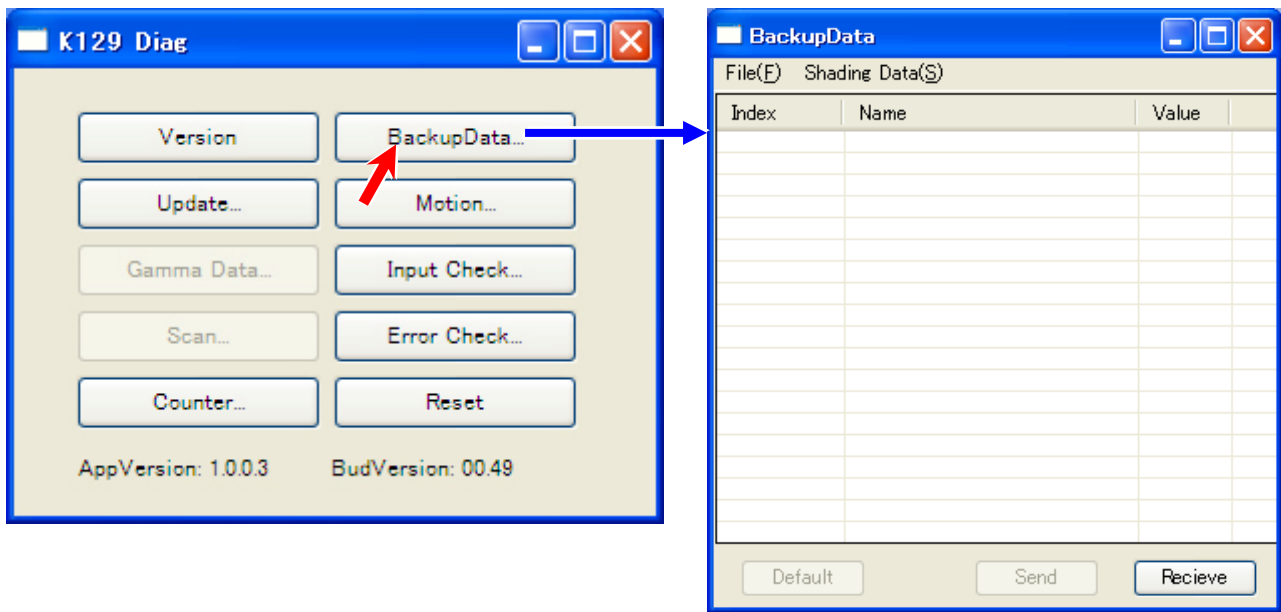 K129 Diag
Version
BackupData...
Update...
Motion...
Gamma Data...
Input Check...
Scan...
Error Check...
Counter...
Reset
AppVersion: 1.0.0.3 BudVersion: 00.49
BackupData
File(F) Shading Data(S)
Index Name Value
Default Send Recieve